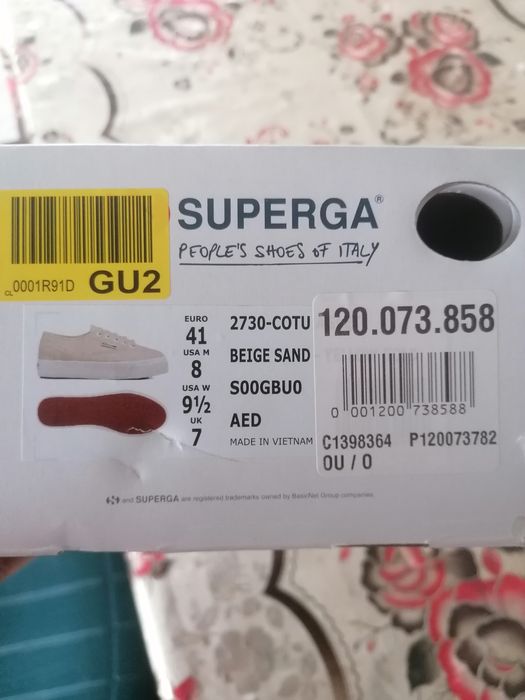 SUPERGA®
PEOPLE'S SHOES OF ITALY
CL 0001R91D GU2
EURO
41
USA M
8
USA W
9½
UK
7
2730-COTU
BEIGE SAND
S00GBU0
AED
MADE IN VIETNAM
120.073.858
0 001200 738588
C1398364 P120073782
OU / O
and SUPERGA are registered trademarks owned by BasicNet Group companies.